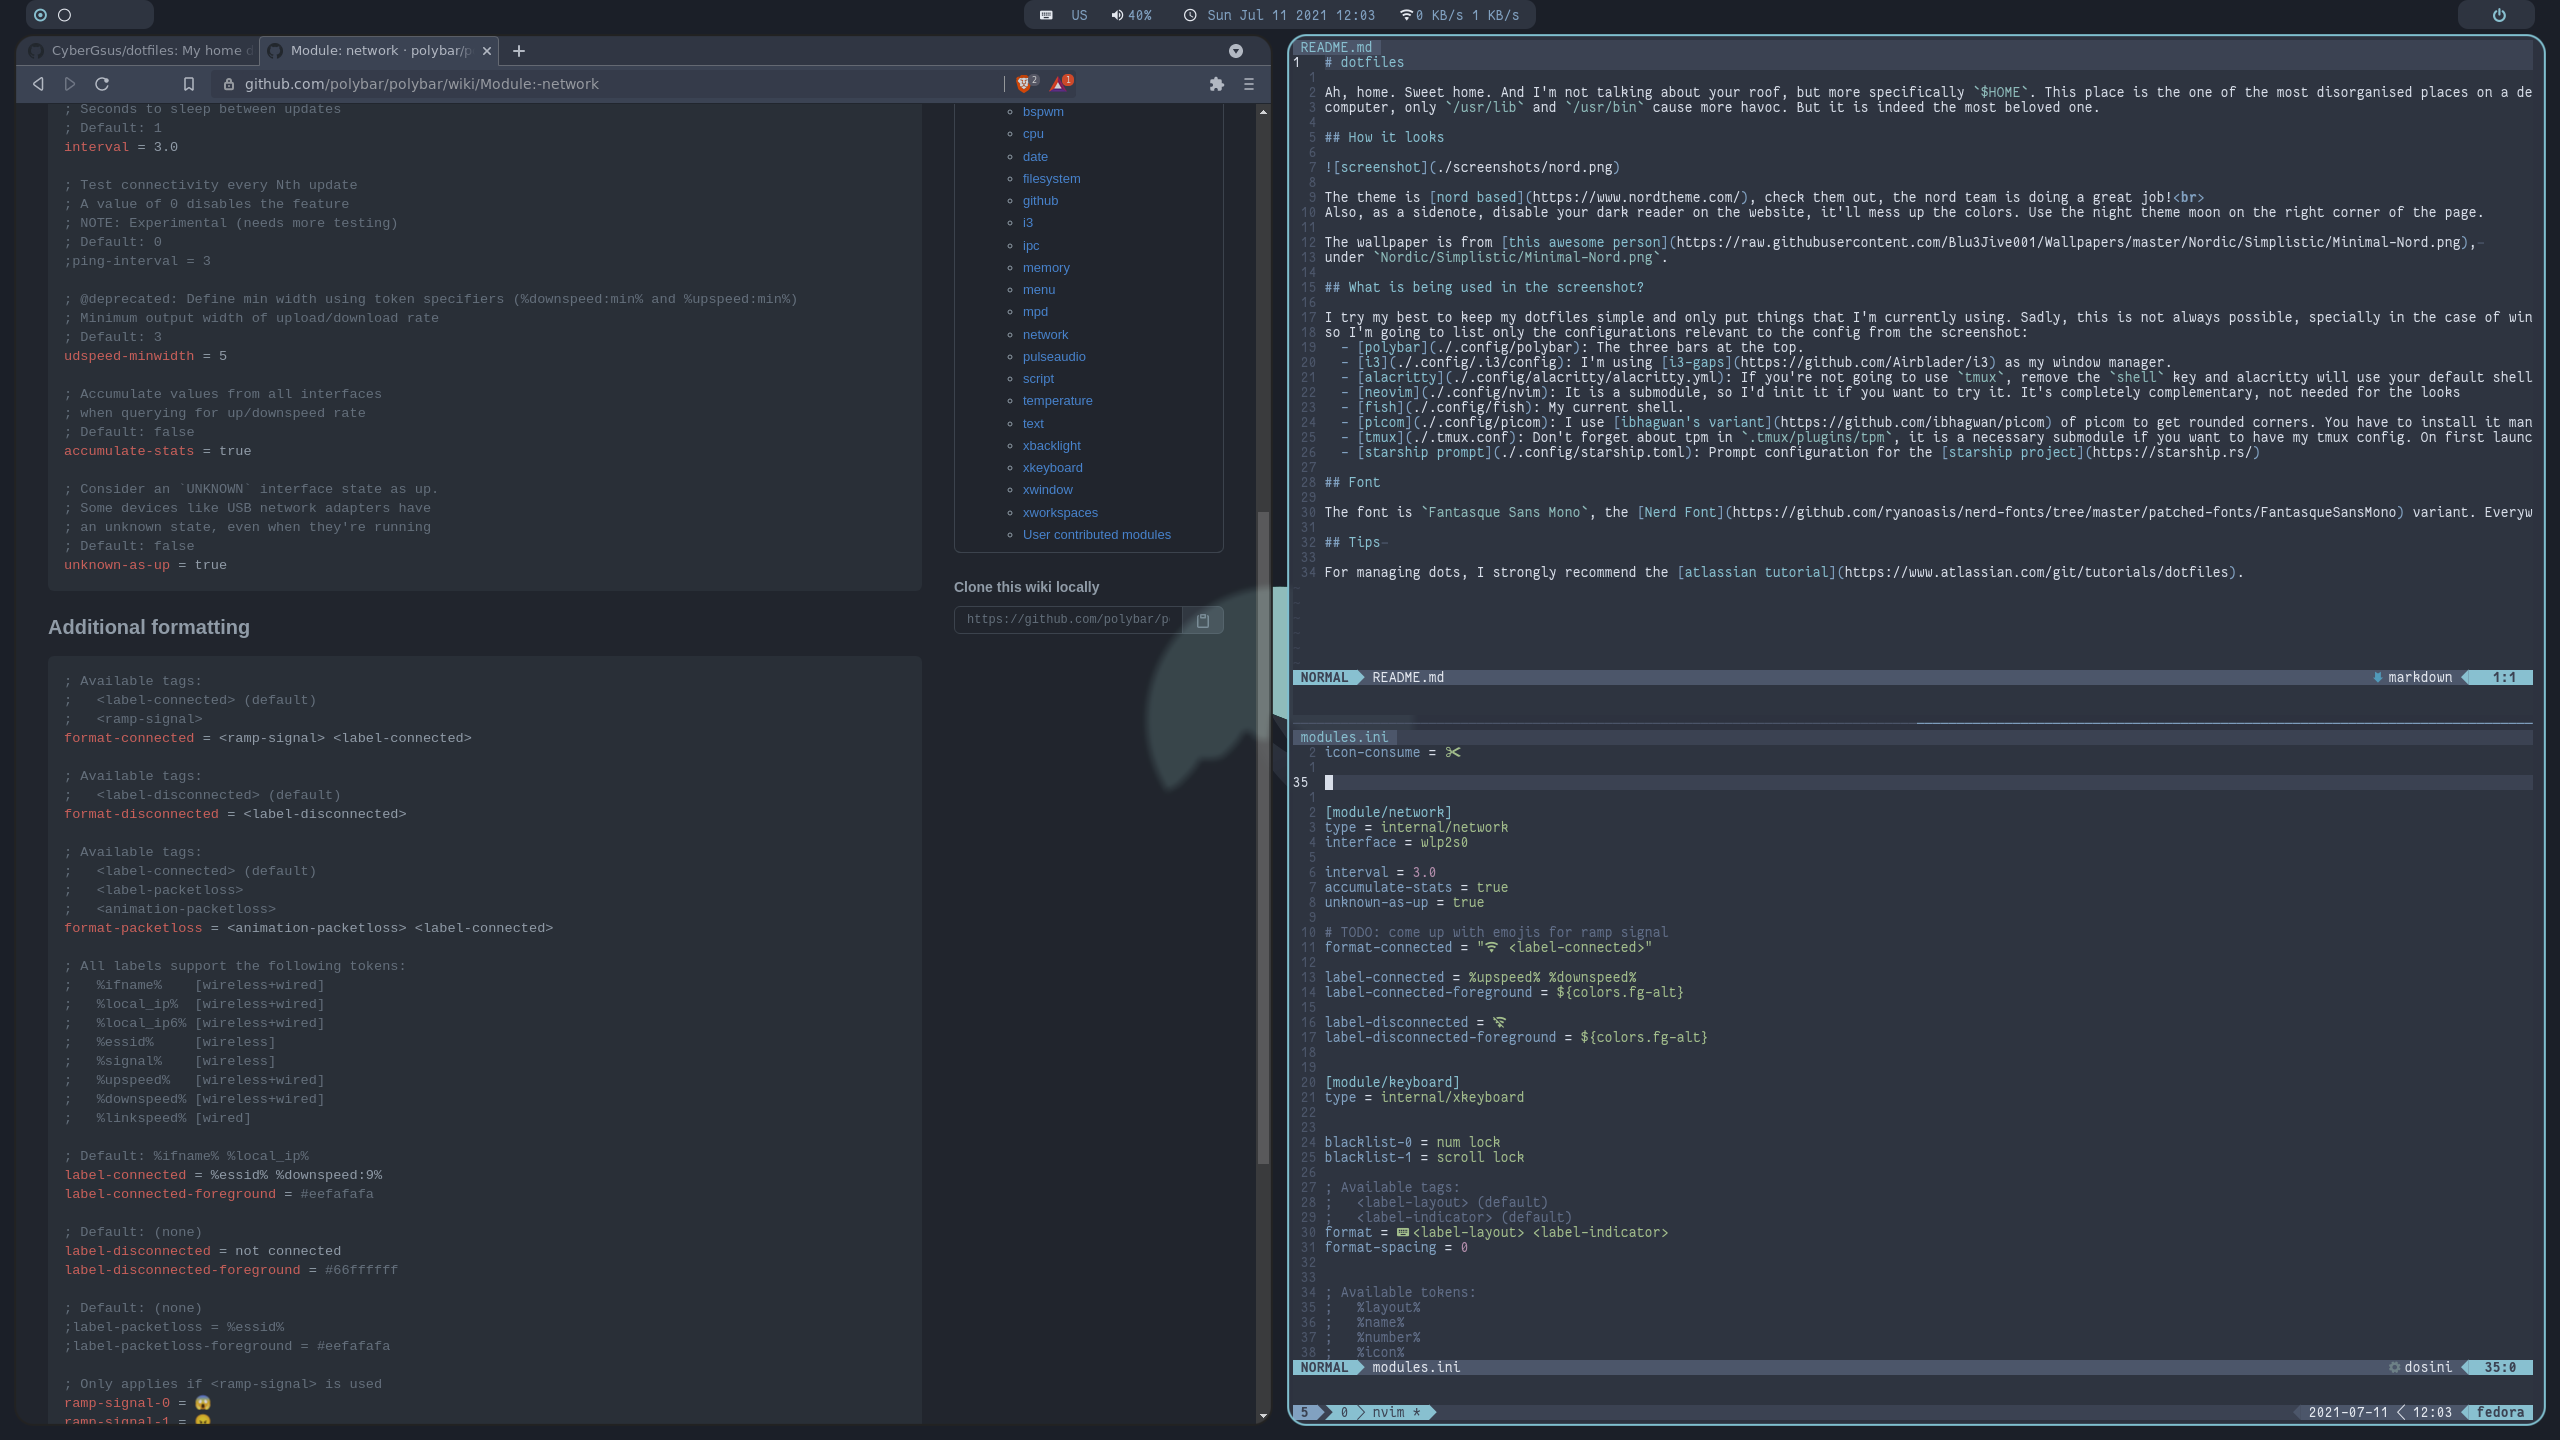 US 40% Sun Jul 11 2021 12:03 0 KB/s 1 KB/s
CyberGsus/dotfiles: My home d
Module: network · polybar/p
github.com/polybar/polybar/wiki/Module:-network
2
1
; Seconds to sleep between updates
; Default: 1
interval = 3.0
; Test connectivity every Nth update
; A value of 0 disables the feature
; NOTE: Experimental (needs more testing)
; Default: 0
;ping-interval = 3
; @deprecated: Define min width using token specifiers (%downspeed:min% and %upspeed:min%)
; Minimum output width of upload/download rate
; Default: 3
udspeed-minwidth = 5
; Accumulate values from all interfaces
; when querying for up/downspeed rate
; Default: false
accumulate-stats = true
; Consider an `UNKNOWN` interface state as up.
; Some devices like USB network adapters have
; an unknown state, even when they're running
; Default: false
unknown-as-up = true
Additional formatting
; Available tags:
;   <label-connected> (default)
;   <ramp-signal>
format-connected = <ramp-signal> <label-connected>
; Available tags:
;   <label-disconnected> (default)
format-disconnected = <label-disconnected>
; Available tags:
;   <label-connected> (default)
;   <label-packetloss>
;   <animation-packetloss>
format-packetloss = <animation-packetloss> <label-connected>
; All labels support the following tokens:
;   %ifname%    [wireless+wired]
;   %local_ip%  [wireless+wired]
;   %local_ip6% [wireless+wired]
;   %essid%     [wireless]
;   %signal%    [wireless]
;   %upspeed%   [wireless+wired]
;   %downspeed% [wireless+wired]
;   %linkspeed% [wired]
; Default: %ifname% %local_ip%
label-connected = %essid% %downspeed:9%
label-connected-foreground = #eefafafa
; Default: (none)
label-disconnected = not connected
label-disconnected-foreground = #66ffffff
; Default: (none)
;label-packetloss = %essid%
;label-packetloss-foreground = #eefafafa
; Only applies if <ramp-signal> is used
ramp-signal-0 = 😱
ramp-signal-1 = 😠
bspwm
cpu
date
filesystem
github
i3
ipc
memory
menu
mpd
network
pulseaudio
script
temperature
text
xbacklight
xkeyboard
xwindow
xworkspaces
User contributed modules
Clone this wiki locally
https://github.com/polybar/p
README.md
1 # dotfiles
1
2 Ah, home. Sweet home. And I'm not talking about your roof, but more specifically `$HOME`. This place is the one of the most disorganised places on a de
3 computer, only `/usr/lib` and `/usr/bin` cause more havoc. But it is indeed the most beloved one.
4
5 ## How it looks
6
7 ![screenshot](./screenshots/nord.png)
8
9 The theme is [nord based](https://www.nordtheme.com/), check them out, the nord team is doing a great job!<br>
10 Also, as a sidenote, disable your dark reader on the website, it'll mess up the colors. Use the night theme moon on the right corner of the page.
11
12 The wallpaper is from [this awesome person](https://raw.githubusercontent.com/Blu3Jive001/Wallpapers/master/Nordic/Simplistic/Minimal-Nord.png),-
13 under `Nordic/Simplistic/Minimal-Nord.png`.
14
15 ## What is being used in the screenshot?
16
17 I try my best to keep my dotfiles simple and only put things that I'm currently using. Sadly, this is not always possible, specially in the case of win
18 so I'm going to list only the configurations relevant to the config from the screenshot:
19   - [polybar](./.config/polybar): The three bars at the top.
20   - [i3](./.config/.i3/config): I'm using [i3-gaps](https://github.com/Airblader/i3) as my window manager.
21   - [alacritty](./.config/alacritty/alacritty.yml): If you're not going to use `tmux`, remove the `shell` key and alacritty will use your default shell
22   - [neovim](./.config/nvim): It is a submodule, so I'd init it if you want to try it. It's completely complementary, not needed for the looks
23   - [fish](./.config/fish): My current shell.
24   - [picom](./.config/picom): I use [ibhagwan's variant](https://github.com/ibhagwan/picom) of picom to get rounded corners. You have to install it man
25   - [tmux](./.tmux.conf): Don't forget about tpm in `.tmux/plugins/tpm`, it is a necessary submodule if you want to have my tmux config. On first launc
26   - [starship prompt](./.config/starship.toml): Prompt configuration for the [starship project](https://starship.rs/)
27
28 ## Font
29
30 The font is `Fantasque Sans Mono`, the [Nerd Font](https://github.com/ryanoasis/nerd-fonts/tree/master/patched-fonts/FantasqueSansMono) variant. Everyw
31
32 ## Tips-
33
34 For managing dots, I strongly recommend the [atlassian tutorial](https://www.atlassian.com/git/tutorials/dotfiles).
NORMAL README.md markdown 1:1
modules.ini
2 icon-consume = ✂
1
35
1
2 [module/network]
3 type = internal/network
4 interface = wlp2s0
5
6 interval = 3.0
7 accumulate-stats = true
8 unknown-as-up = true
9
10 # TODO: come up with emojis for ramp signal
11 format-connected = " <label-connected>"
12
13 label-connected = %upspeed% %downspeed%
14 label-connected-foreground = ${colors.fg-alt}
15
16 label-disconnected =
17 label-disconnected-foreground = ${colors.fg-alt}
18
19
20 [module/keyboard]
21 type = internal/xkeyboard
22
23
24 blacklist-0 = num lock
25 blacklist-1 = scroll lock
26
27 ; Available tags:
28 ;   <label-layout> (default)
29 ;   <label-indicator> (default)
30 format = <label-layout> <label-indicator>
31 format-spacing = 0
32
33
34 ; Available tokens:
35 ;   %layout%
36 ;   %name%
37 ;   %number%
38 ;   %icon%
NORMAL modules.ini dosini 35:0
5 0 nvim * 2021-07-11 12:03 fedora